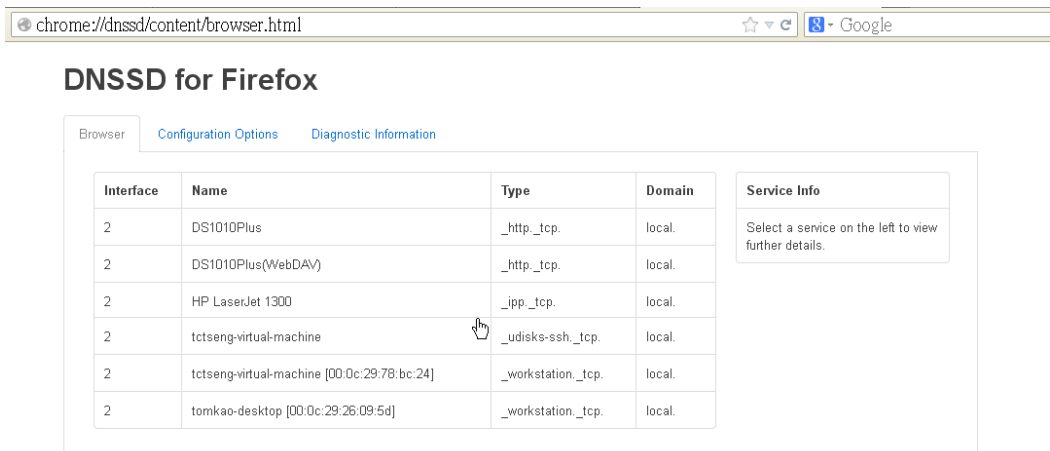 chrome://dnssd/content/browser.html
Google
DNSSD for Firefox
Browser Configuration Options Diagnostic Information
Interface Name Type Domain
2 DS1010Plus _http._tcp. local.
2 DS1010Plus(WebDAV) _http._tcp. local.
2 HP LaserJet 1300 _ipp._tcp. local.
2 tctseng-virtual-machine _udisks-ssh._tcp. local.
2 tctseng-virtual-machine [00:0c:29:78:bc:24] _workstation._tcp. local.
2 tomkao-desktop [00:0c:29:26:09:5d] _workstation._tcp. local.
Service Info
Select a service on the left to view
further details.